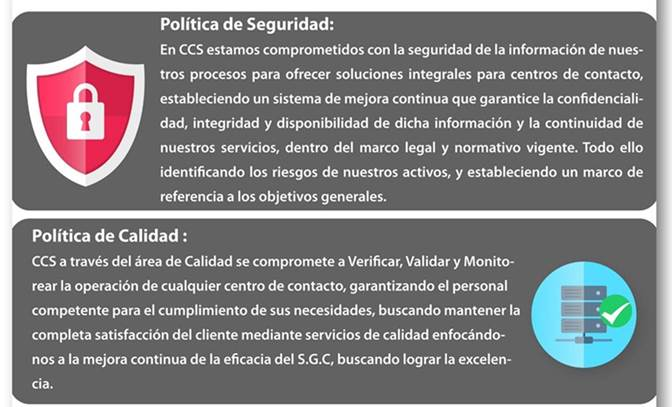 Política de Seguridad:
En CCS estamos comprometidos con la seguridad de la información de nues-
tros procesos para ofrecer soluciones integrales para centros de contacto,
estableciendo un sistema de mejora continua que garantice la confidenciali-
dad, integridad y disponibilidad de dicha información y la continuidad de
nuestros servicios, dentro del marco legal y normativo vigente. Todo ello
identificando los riesgos de nuestros activos, y estableciendo un marco de
referencia a los objetivos generales.
Política de Calidad :
CCS a través del área de Calidad se compromete a Verificar, Validar y Monito-
rear la operación de cualquier centro de contacto, garantizando el personal
competente para el cumplimiento de sus necesidades, buscando mantener la
completa satisfacción del cliente mediante servicios de calidad enfocándo-
nos a la mejora continua de la eficacia del S.G.C, buscando lograr la excelen-
cia.